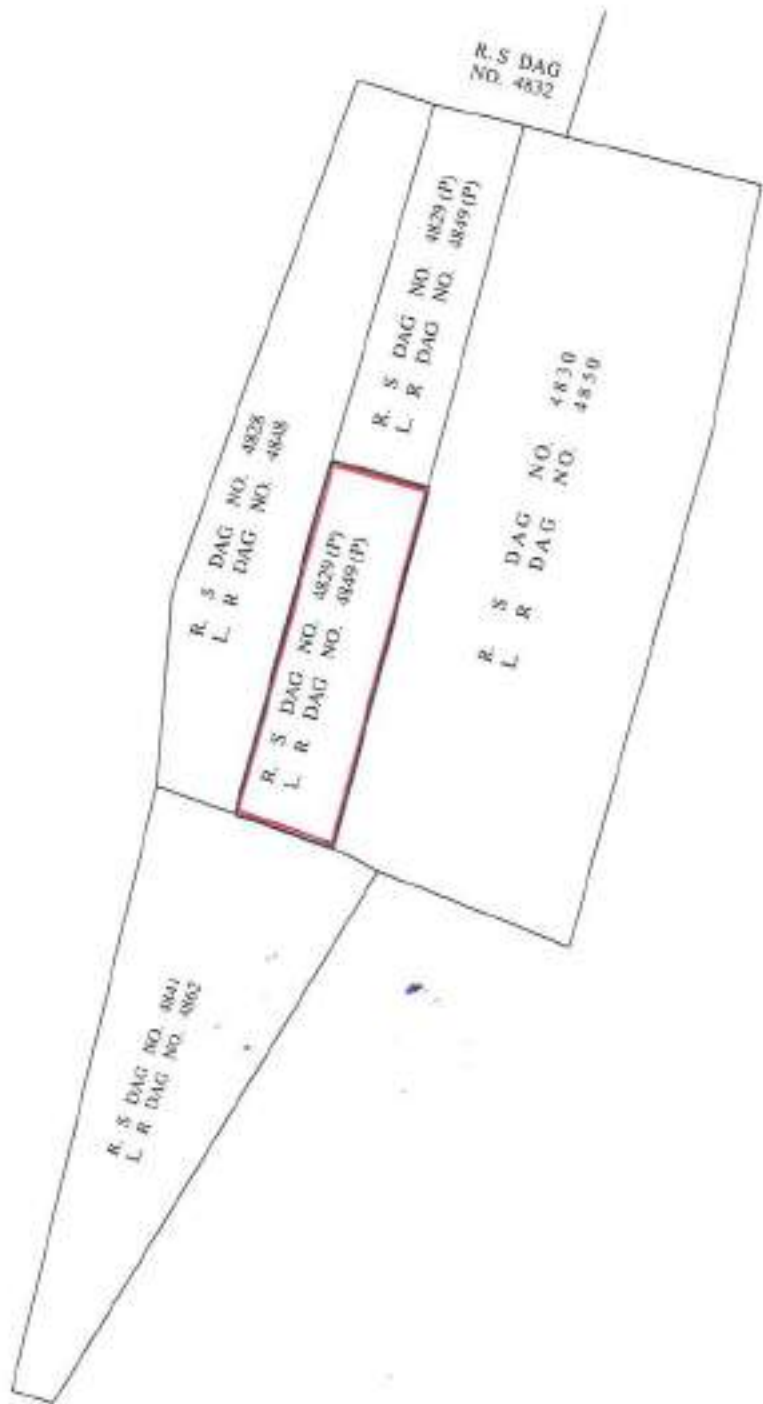 R. S DAG
NO. 4832
R. S DAG NO. 4829 (P)
L. R DAG NO. 4849 (P)
R. S DAG NO. 4828
L. R DAG NO. 4848
R. S DAG NO. 4830
L. R DAG NO. 4850
R. S DAG NO. 4829 (P)
L. R DAG NO. 4849 (P)
R. S DAG NO. 4841
L. R DAG NO. 4862